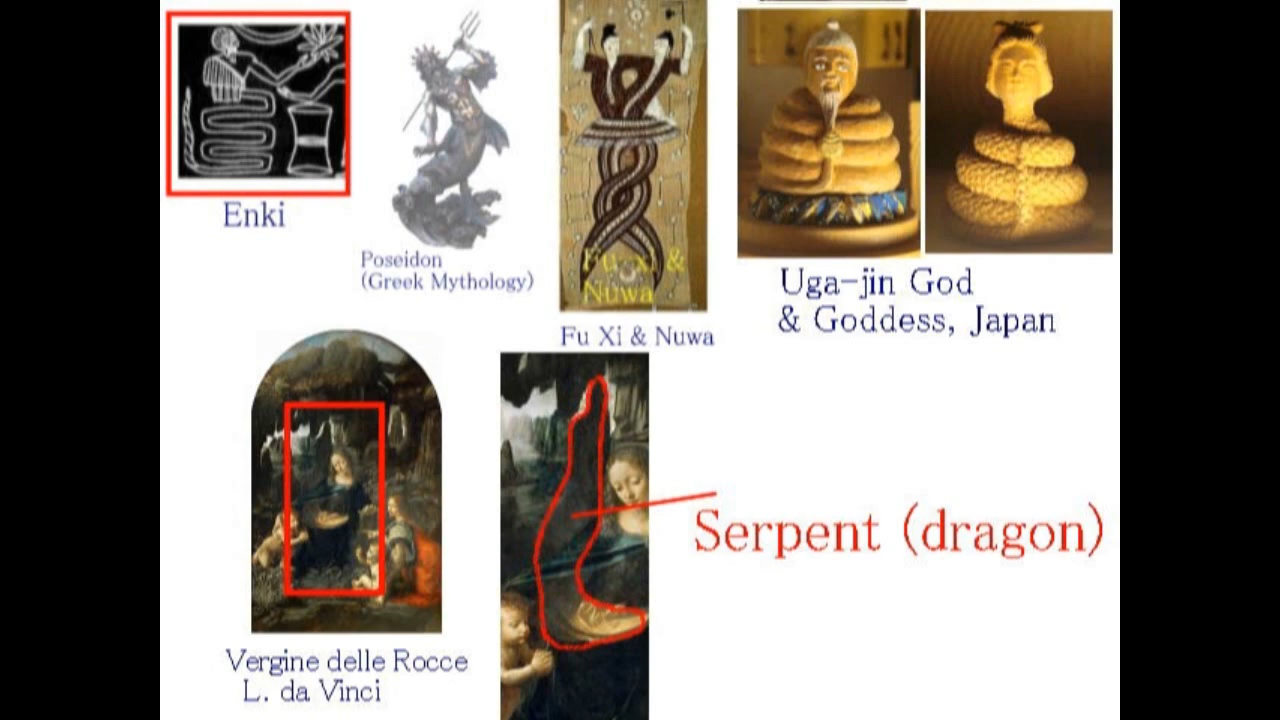 Enki
Poseidon
(Greek Mythology)
Fu xi &
Nuwa
Fu Xi & Nuwa
Uga-jin God
& Goddess, Japan
Vergine delle Rocce
L. da Vinci
Serpent (dragon)